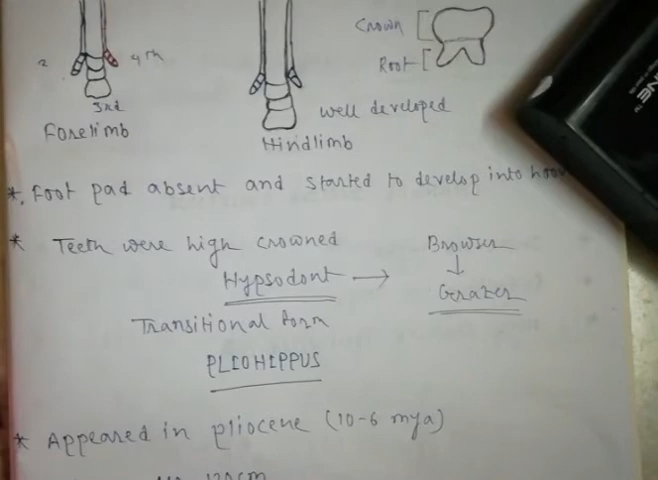 Crown
Root
2
4th
3rd
well developed
Forelimb
Hindlimb
*. Foot pad absent and started to develop into
* Teeth were high crowned
Browser
↓
Hypsodont →
Grazer
Transitional form
PLIOHIPPUS
* Appeared in pliocene (10-6 mya)
120cm